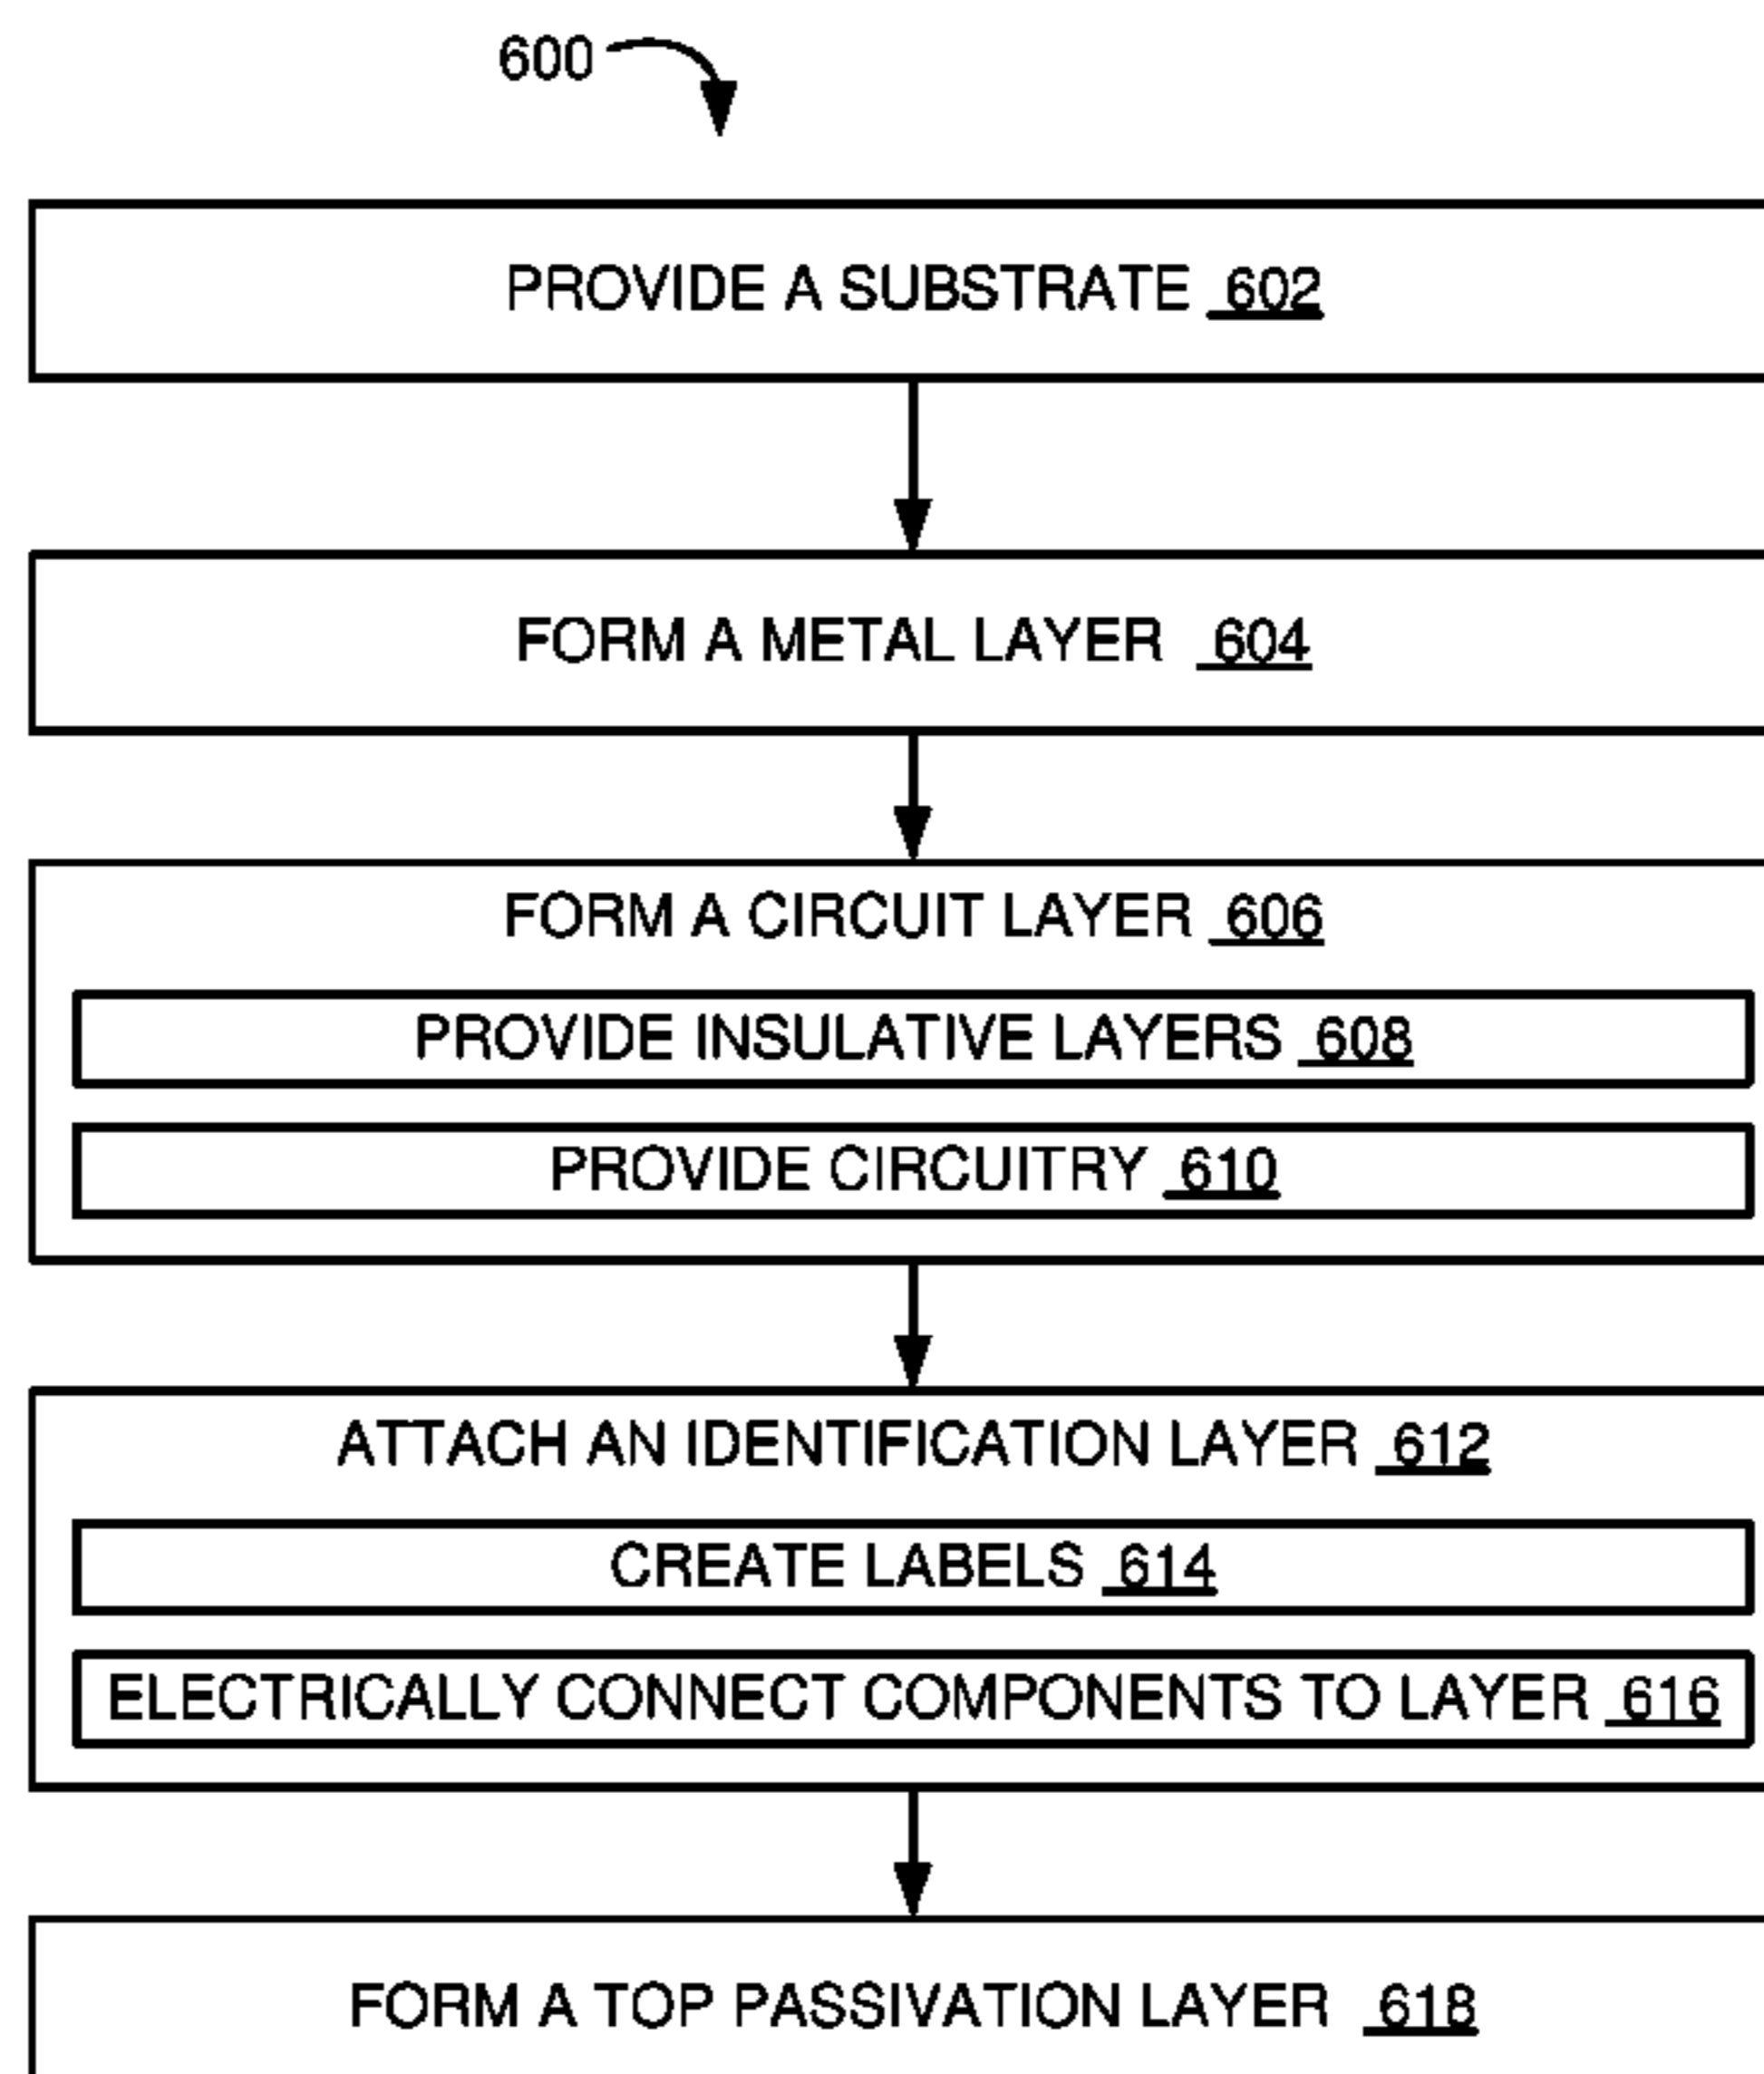 600
PROVIDE A SUBSTRATE 602
FORM A METAL LAYER 604
FORM A CIRCUIT LAYER 606
PROVIDE INSULATIVE LAYERS 608
PROVIDE CIRCUITRY 610
ATTACH AN IDENTIFICATION LAYER 612
CREATE LABELS 614
ELECTRICALLY CONNECT COMPONENTS TO LAYER 616
FORM A TOP PASSIVATION LAYER 618